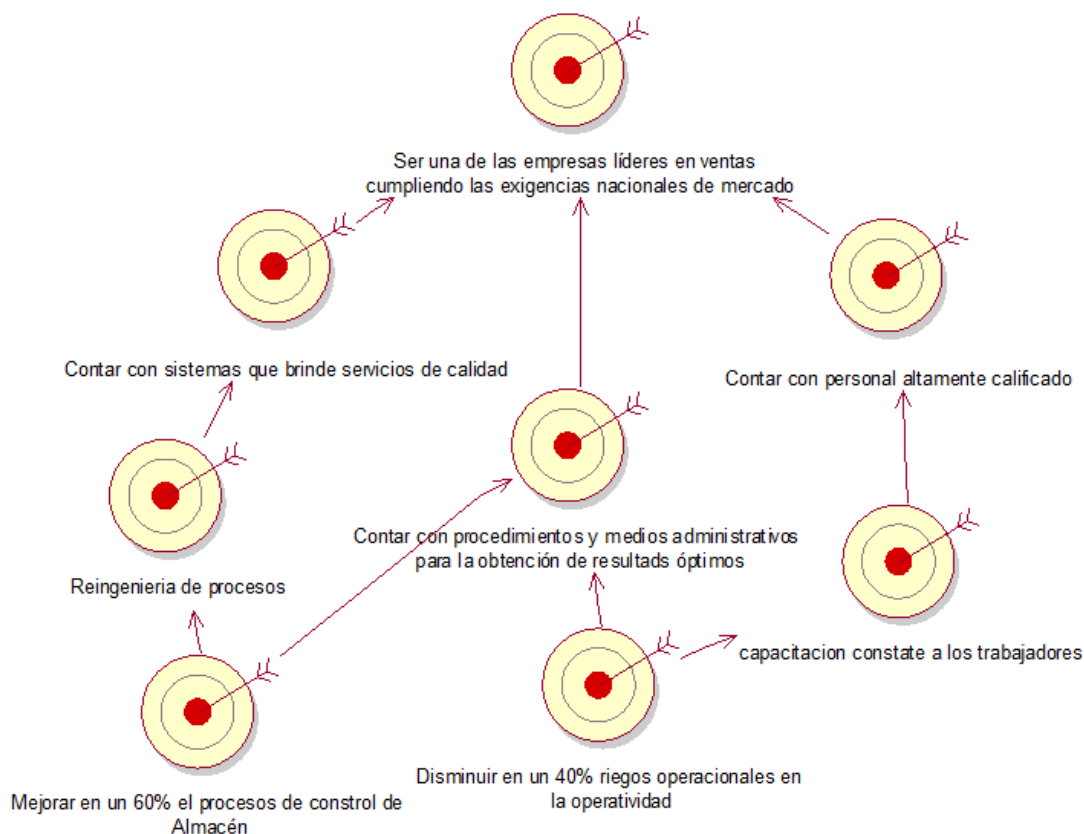 Ser una de las empresas líderes en ventas
cumpliendo las exigencias nacionales de mercado
Contar con sistemas que brinde servicios de calidad
Contar con personal altamente calificado
Contar con procedimientos y medios administrativos
para la obtención de resultads óptimos
Reingenieria de procesos
capacitacion constate a los trabajadores
Disminuir en un 40% riegos operacionales en
la operatividad
Mejorar en un 60% el procesos de constrol de
Almacén